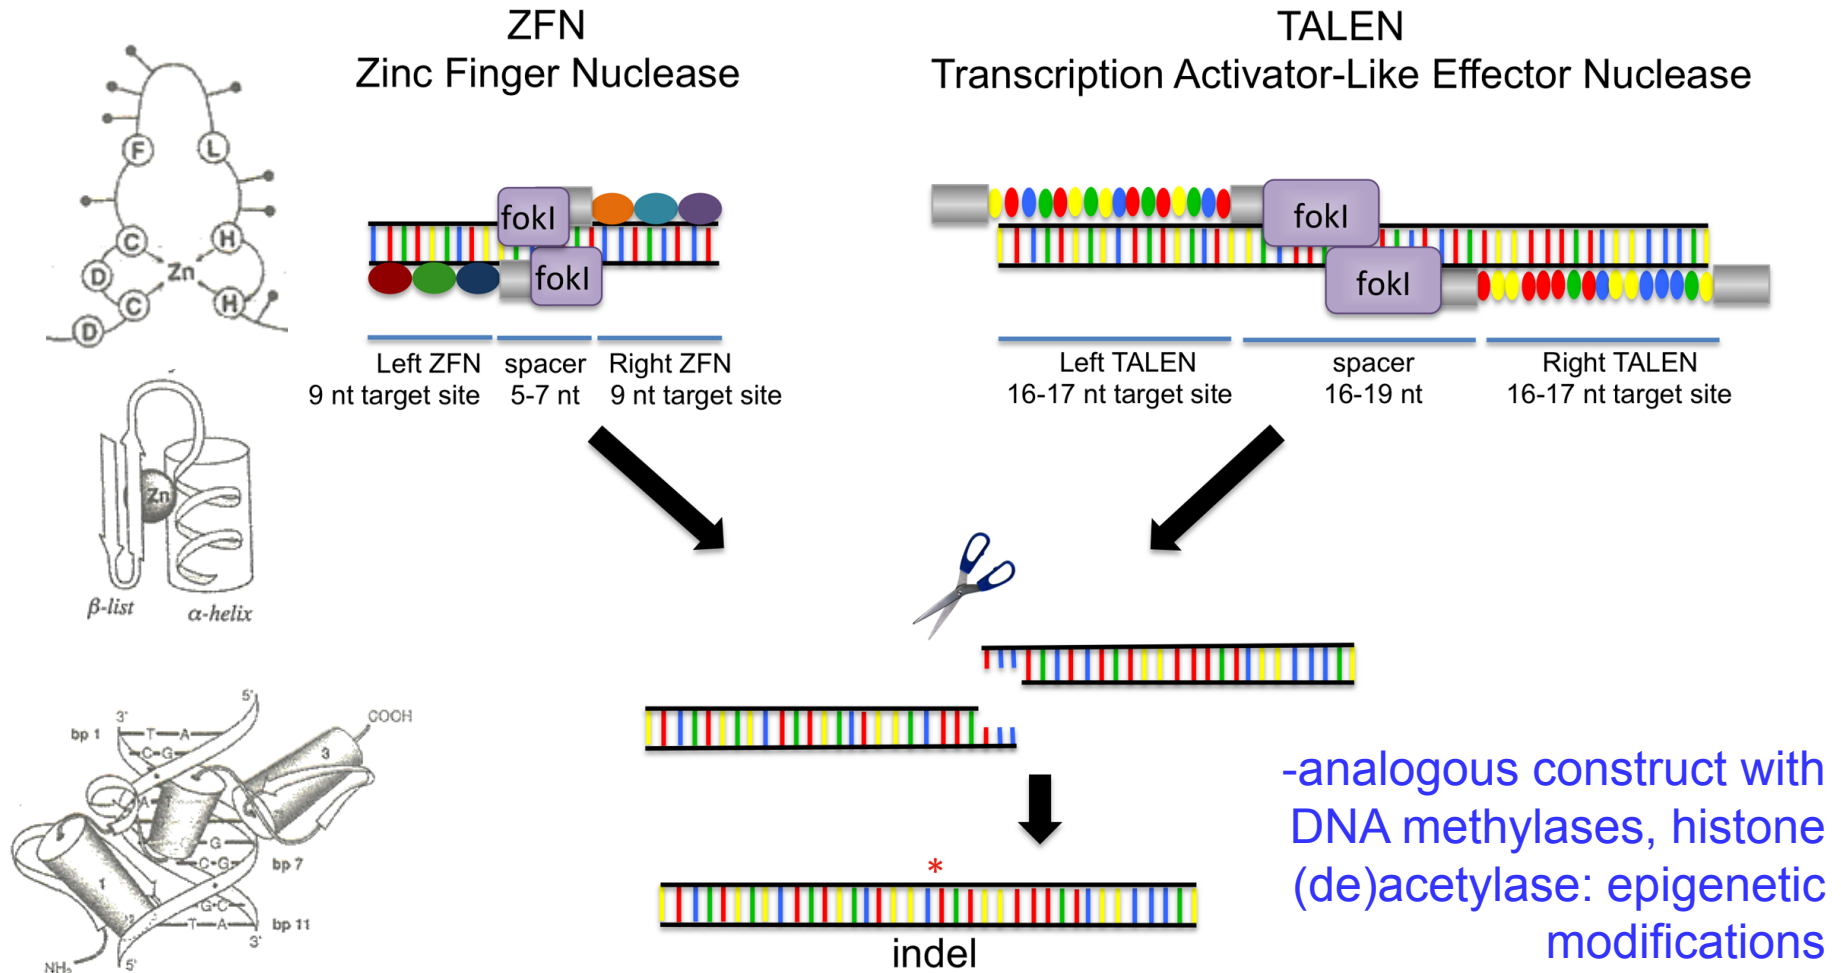 ZFN
Zinc Finger Nuclease
TALEN
Transcription Activator-Like Effector Nuclease
F
L
C
H
D
Zn
C
H
D
fokI
fokI
Left ZFN
9 nt target site
spacer
5-7 nt
Right ZFN
9 nt target site
fokI
fokI
Left TALEN
16-17 nt target site
spacer
16-19 nt
Right TALEN
16-17 nt target site
Zn
β-list
α-helix
5'
3'
COOH
bp 1
T A
C-G
3
A
G
C•G
bp 7
1
2
G•C
T-A
bp 11
3'
NH₂
5'
*
indel
-analogous construct with
DNA methylases, histone
(de)acetylase: epigenetic
modifications